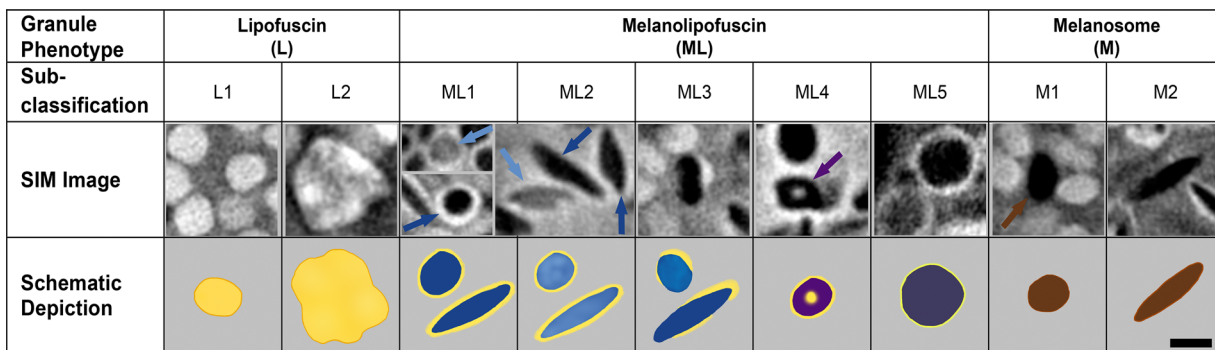 Granule Phenotype
Lipofuscin (L)
Melanolipofuscin (ML)
Melanosome (M)
Sub-classification
L1 L2 ML1 ML2 ML3 ML4 ML5 M1 M2
SIM Image
Schematic Depiction